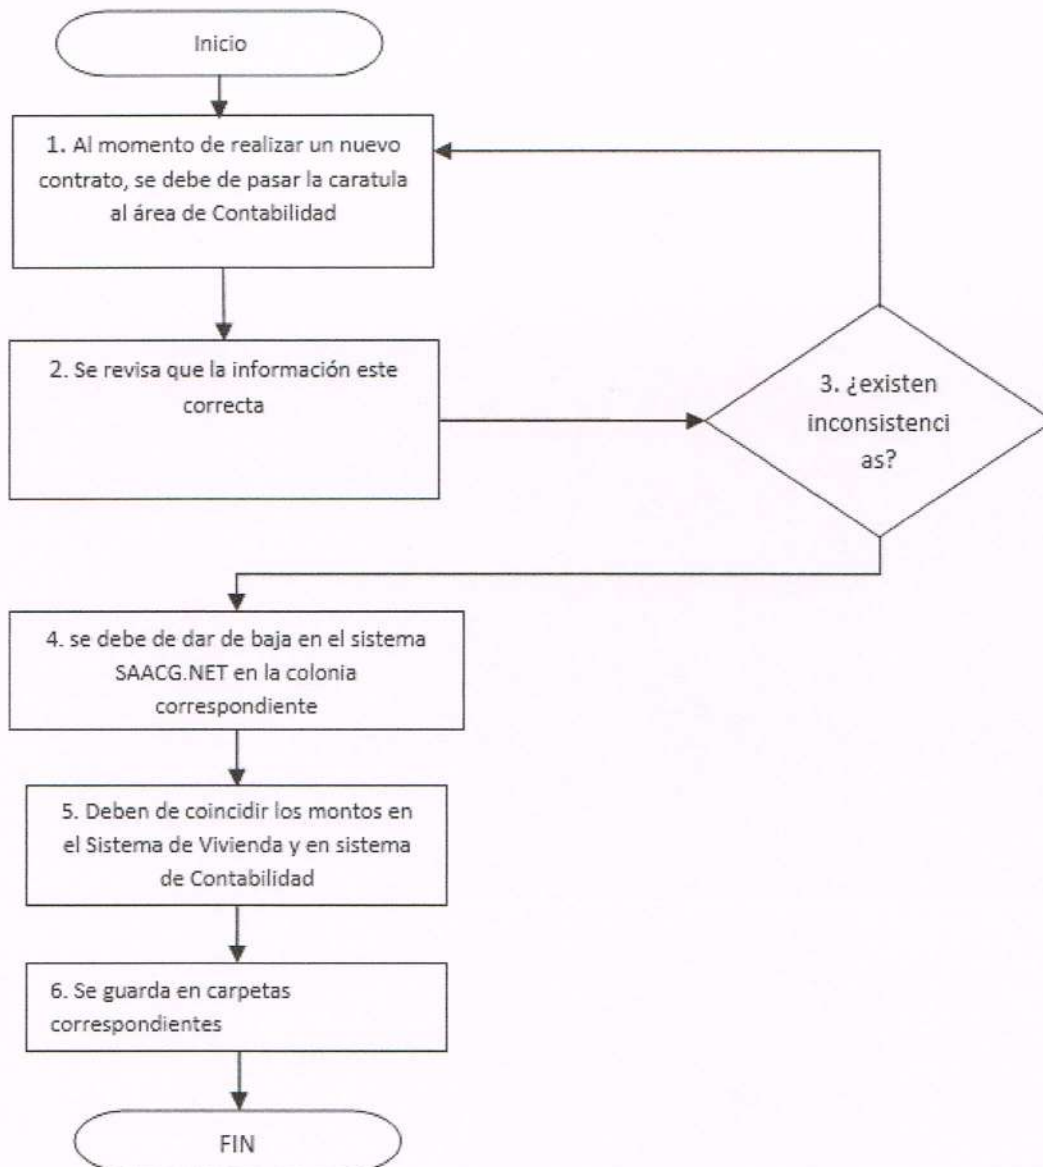 Inicio
1. Al momento de realizar un nuevo
contrato, se debe de pasar la caratula
al área de Contabilidad
2. Se revisa que la información este
correcta
3. ¿existen
inconsistenci
as?
4. se debe de dar de baja en el sistema
SAACG.NET en la colonia
correspondiente
5. Deben de coincidir los montos en
el Sistema de Vivienda y en sistema
de Contabilidad
6. Se guarda en carpetas
correspondientes
FIN